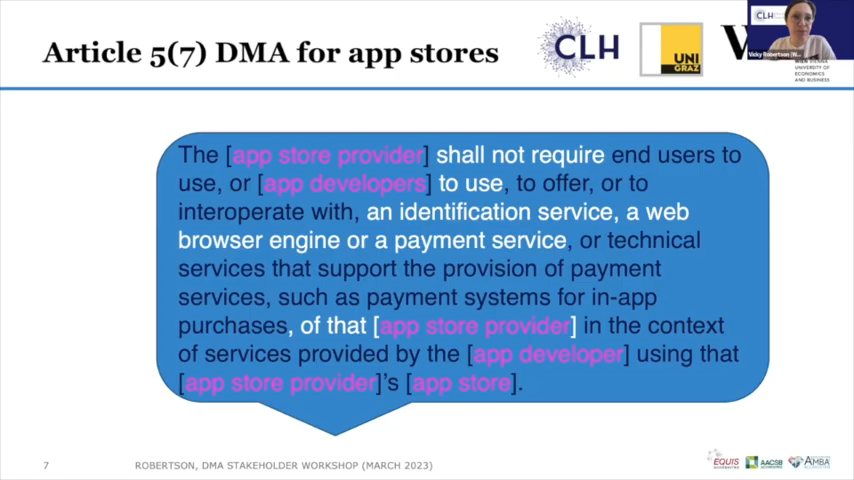 Article 5(7) DMA for app stores
CLH
UNI
GRAZ
W
CLH
Vicky Robertson (W...
VIENNA
UNIVERSITY OF
ECONOMICS
AND BUSINESS
The [app store provider] shall not require end users to
use, or [app developers] to use, to offer, or to
interoperate with, an identification service, a web
browser engine or a payment service, or technical
services that support the provision of payment
services, such as payment systems for in-app
purchases, of that [app store provider] in the context
of services provided by the [app developer] using that
[app store provider]'s [app store].
7
ROBERTSON, DMA STAKEHOLDER WORKSHOP (MARCH 2023)
EQUIS
AACSB
AMBA